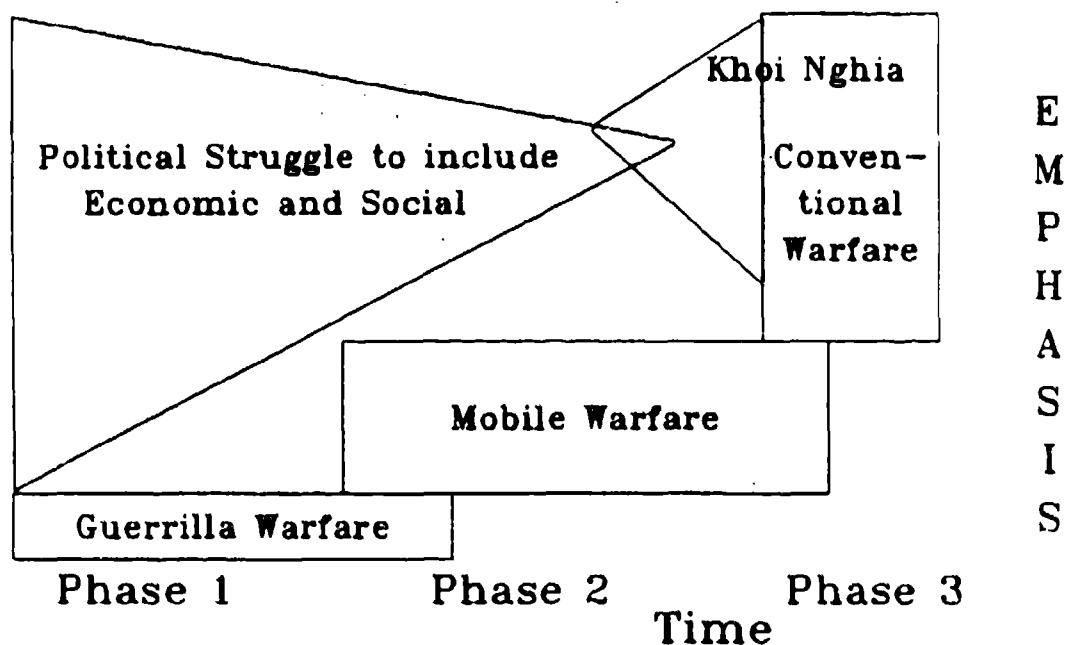 Khoi Nghia
Political Struggle to include
Economic and Social
Conven-
tional
Warfare
Mobile Warfare
Guerrilla Warfare
Phase 1
Phase 2
Phase 3
Time
E
M
P
H
A
S
I
S